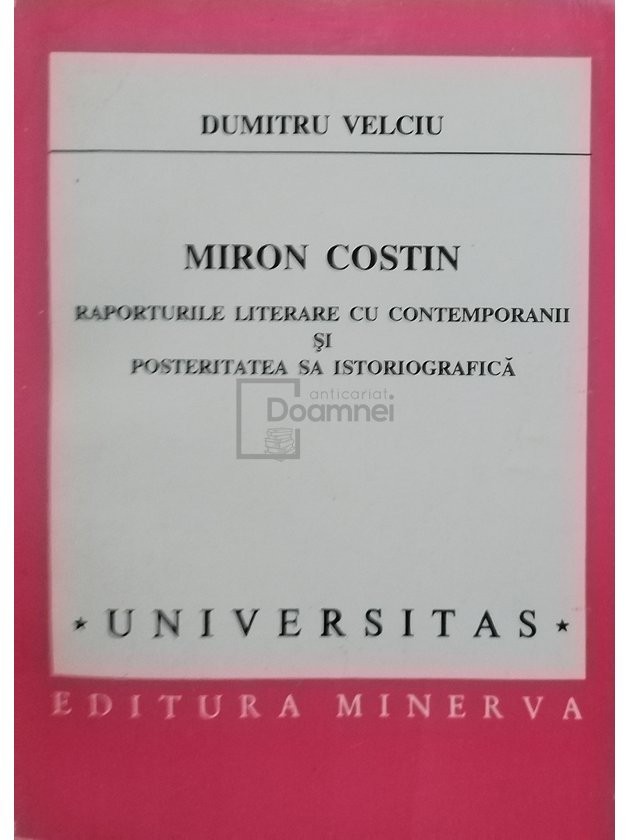 DUMITRU VELCIU
MIRON COSTIN
RAPORTURILE LITERARE CU CONTEMPORANII
ŞI
POSTERITATEA SA ISTORIOGRAFICĂ
anticariat
Doamnei
* UNIVERSITAS *
EDITURA MINERVA